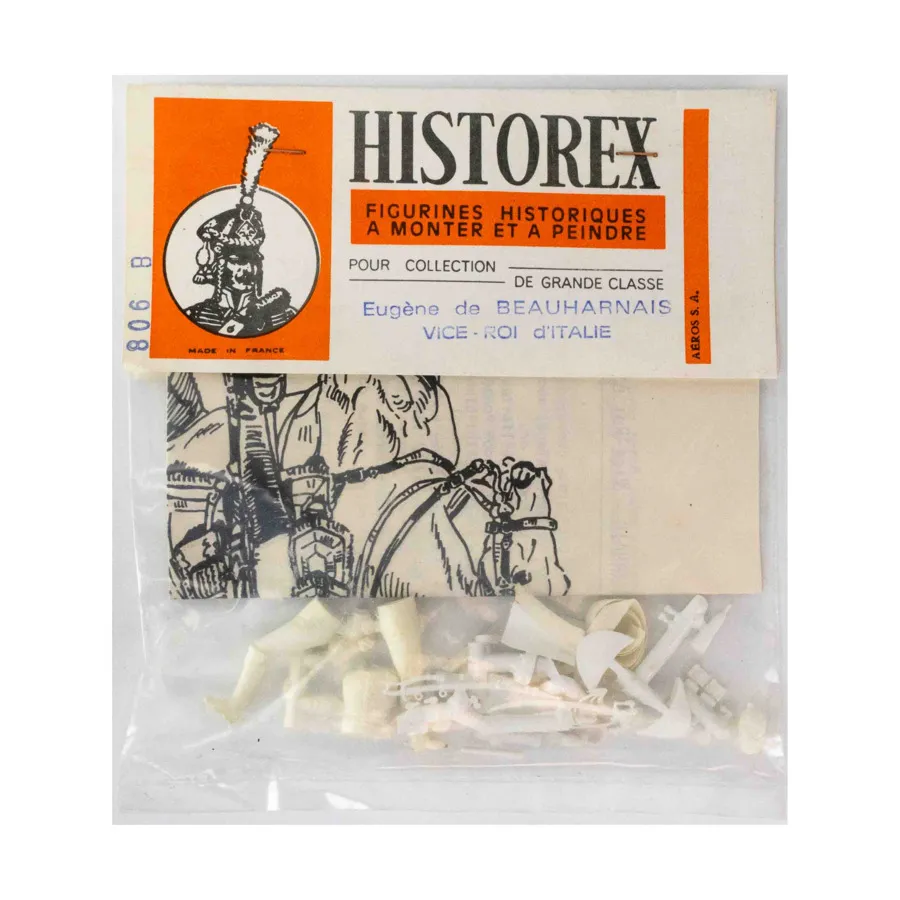 HISTOREX
FIGURINES HISTORIQUES
A MONTER ET A PEINDRE
POUR COLLECTION
DE GRANDE CLASSE
Eugène de BEAUHARNAIS
VICE-ROI d'ITALIE
806 B
MADE IN FRANCE
AÉROS S. A.